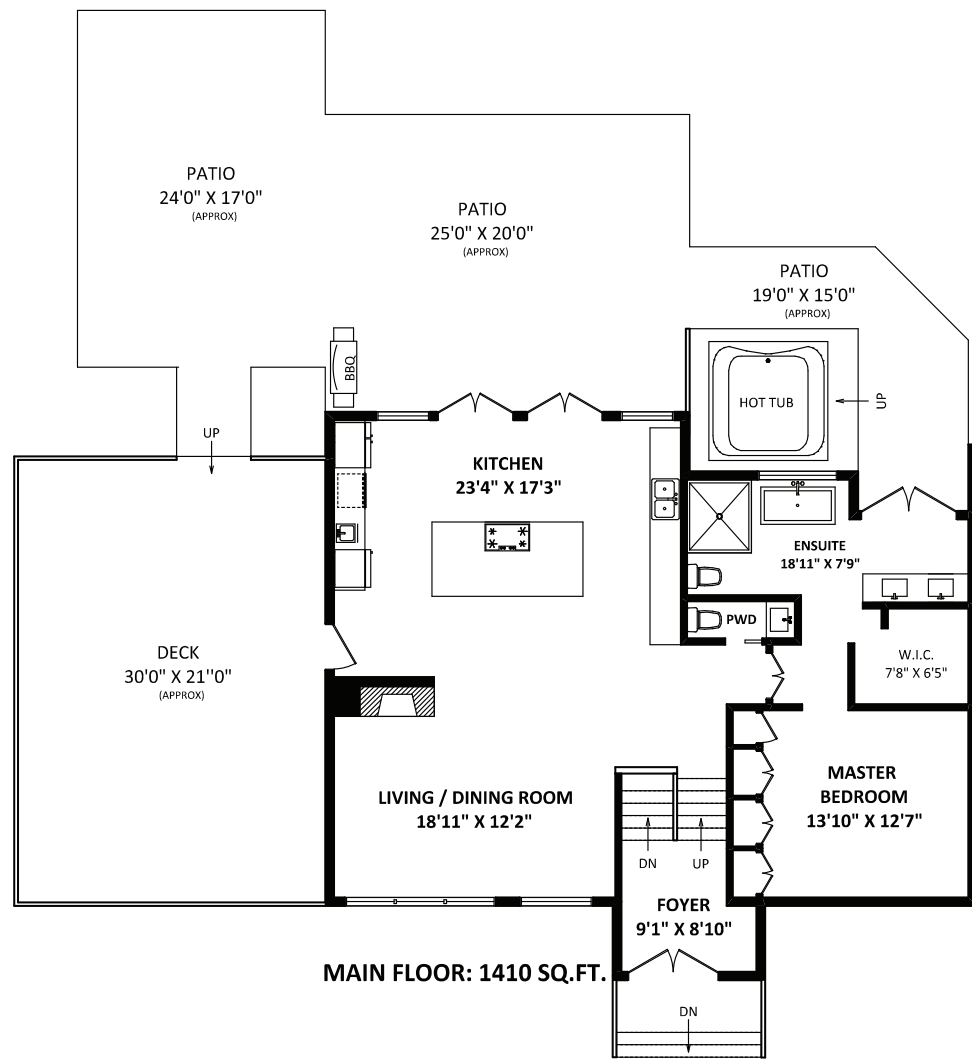 PATIO
24'0" X 17'0"
(APPROX)
PATIO
25'0" X 20'0"
(APPROX)
PATIO
19'0" X 15'0"
(APPROX)
BBQ
HOT TUB
UP
UP
KITCHEN
23'4" X 17'3"
ENSUITE
18'11" X 7'9"
PWD
W.I.C.
7'8" X 6'5"
DECK
30'0" X 21''0"
(APPROX)
LIVING / DINING ROOM
18'11" X 12'2"
MASTER
BEDROOM
13'10" X 12'7"
DN
UP
FOYER
9'1" X 8'10"
MAIN FLOOR: 1410 SQ.FT.
DN